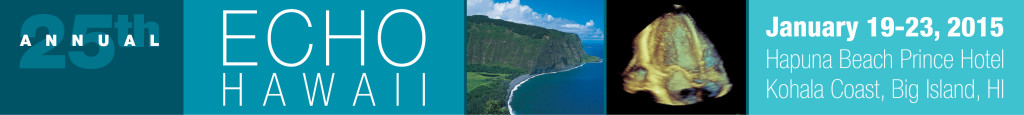 25th
ANNUAL
ECHO
HAWAII
January 19-23, 2015
Hapuna Beach Prince Hotel
Kohala Coast, Big Island, HI